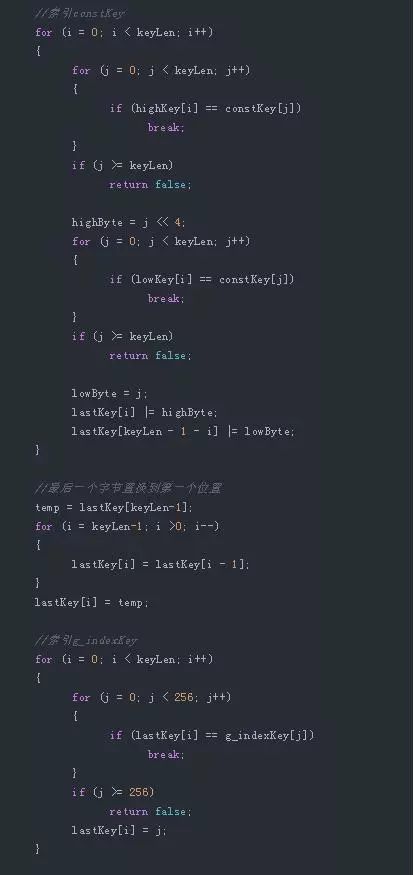 //索引constKey
for (i = 0; i < keyLen; i++)
{
for (j = 0; j < keyLen; j++)
{
if (highKey[i] == constKey[j])
break;
}
if (j >= keyLen)
return false;
highByte = j << 4;
for (j = 0; j < keyLen; j++)
{
if (lowKey[i] == constKey[j])
break;
}
if (j >= keyLen)
return false;
lowByte = j;
lastKey[i] |= highByte;
lastKey[keyLen - 1 - i] |= lowByte;
}
//最后一个字节置换到第一个位置
temp = lastKey[keyLen-1];
for (i = keyLen-1; i >0; i--)
{
lastKey[i] = lastKey[i - 1];
}
lastKey[i] = temp;
//索引g_indexKey
for (i = 0; i < keyLen; i++)
{
for (j = 0; j < 256; j++)
{
if (lastKey[i] == g_indexKey[j])
break;
}
if (j >= 256)
return false;
lastKey[i] = j;
}